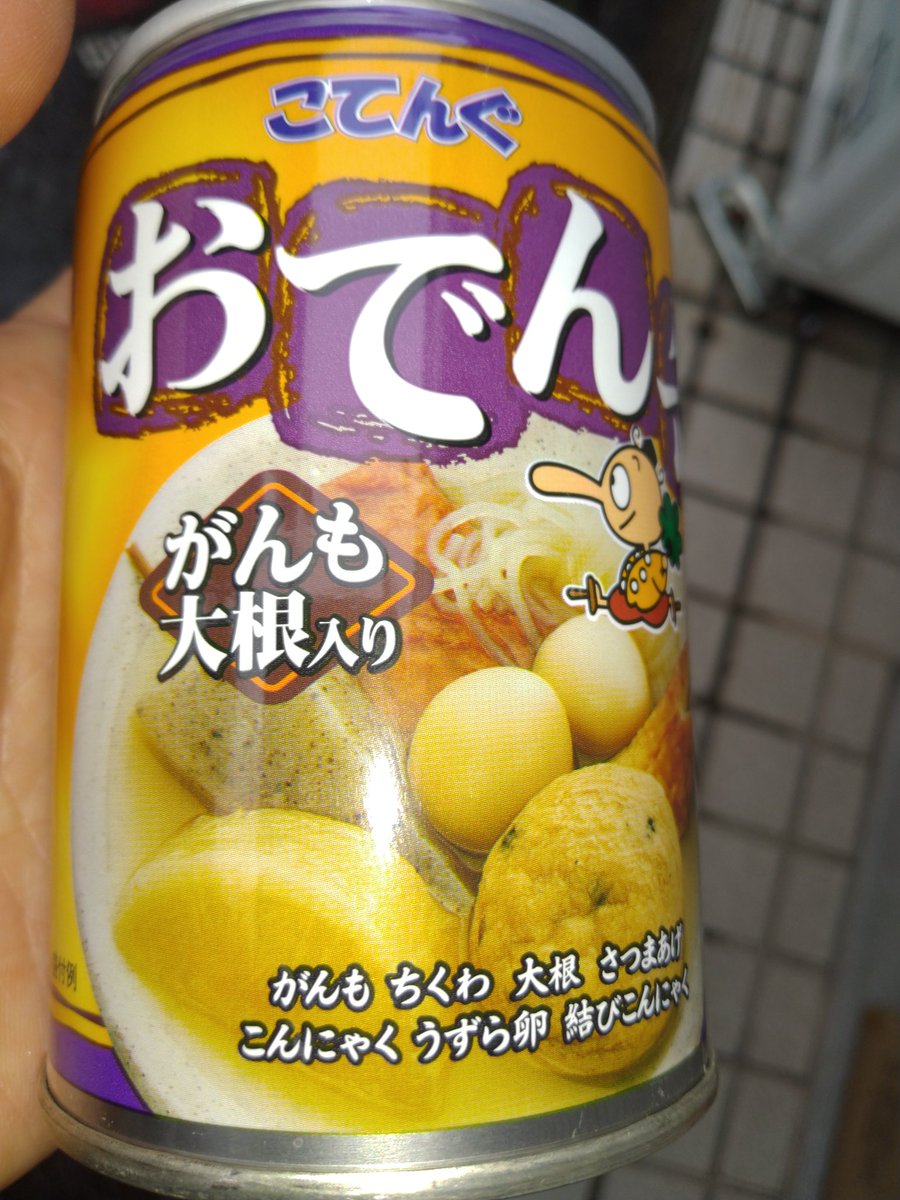 こてんぐ
おでん
がんも
大根入り
がんも ちくわ 大根 さつまあげ
こんにゃく うずら卵 結びこんにゃく